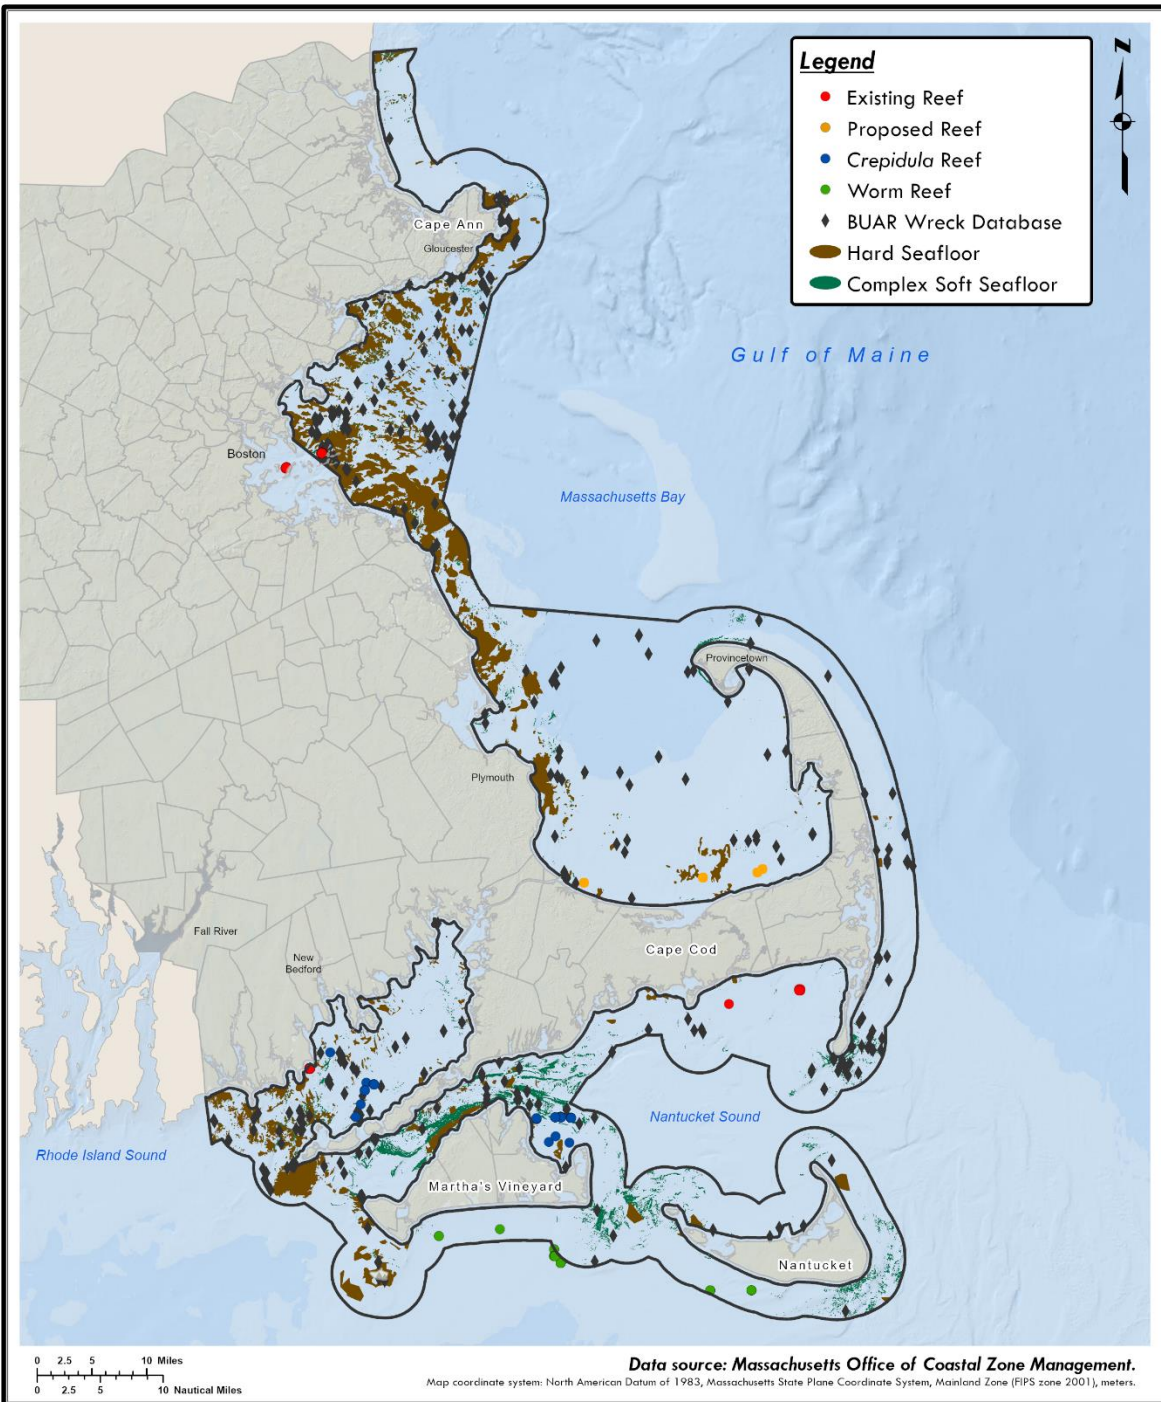 Legend
Existing Reef
Proposed Reef
Crepidula Reef
Worm Reef
BUAR Wreck Database
Hard Seafloor
Complex Soft Seafloor
N
Cape Ann
Gloucester
Gulf of Maine
Boston
Massachusetts Bay
Provincetown
Plymouth
Fall River
New
Bedford
Cape Cod
Nantucket Sound
Rhode Island Sound
Martha's Vineyard
Nantucket
0 2.5 5 10 Miles
0 2.5 5 10 Nautical Miles
Data source: Massachusetts Office of Coastal Zone Management.
Map coordinate system: North American Datum of 1983, Massachusetts State Plane Coordinate System, Mainland Zone (FIPS zone 2001), meters.